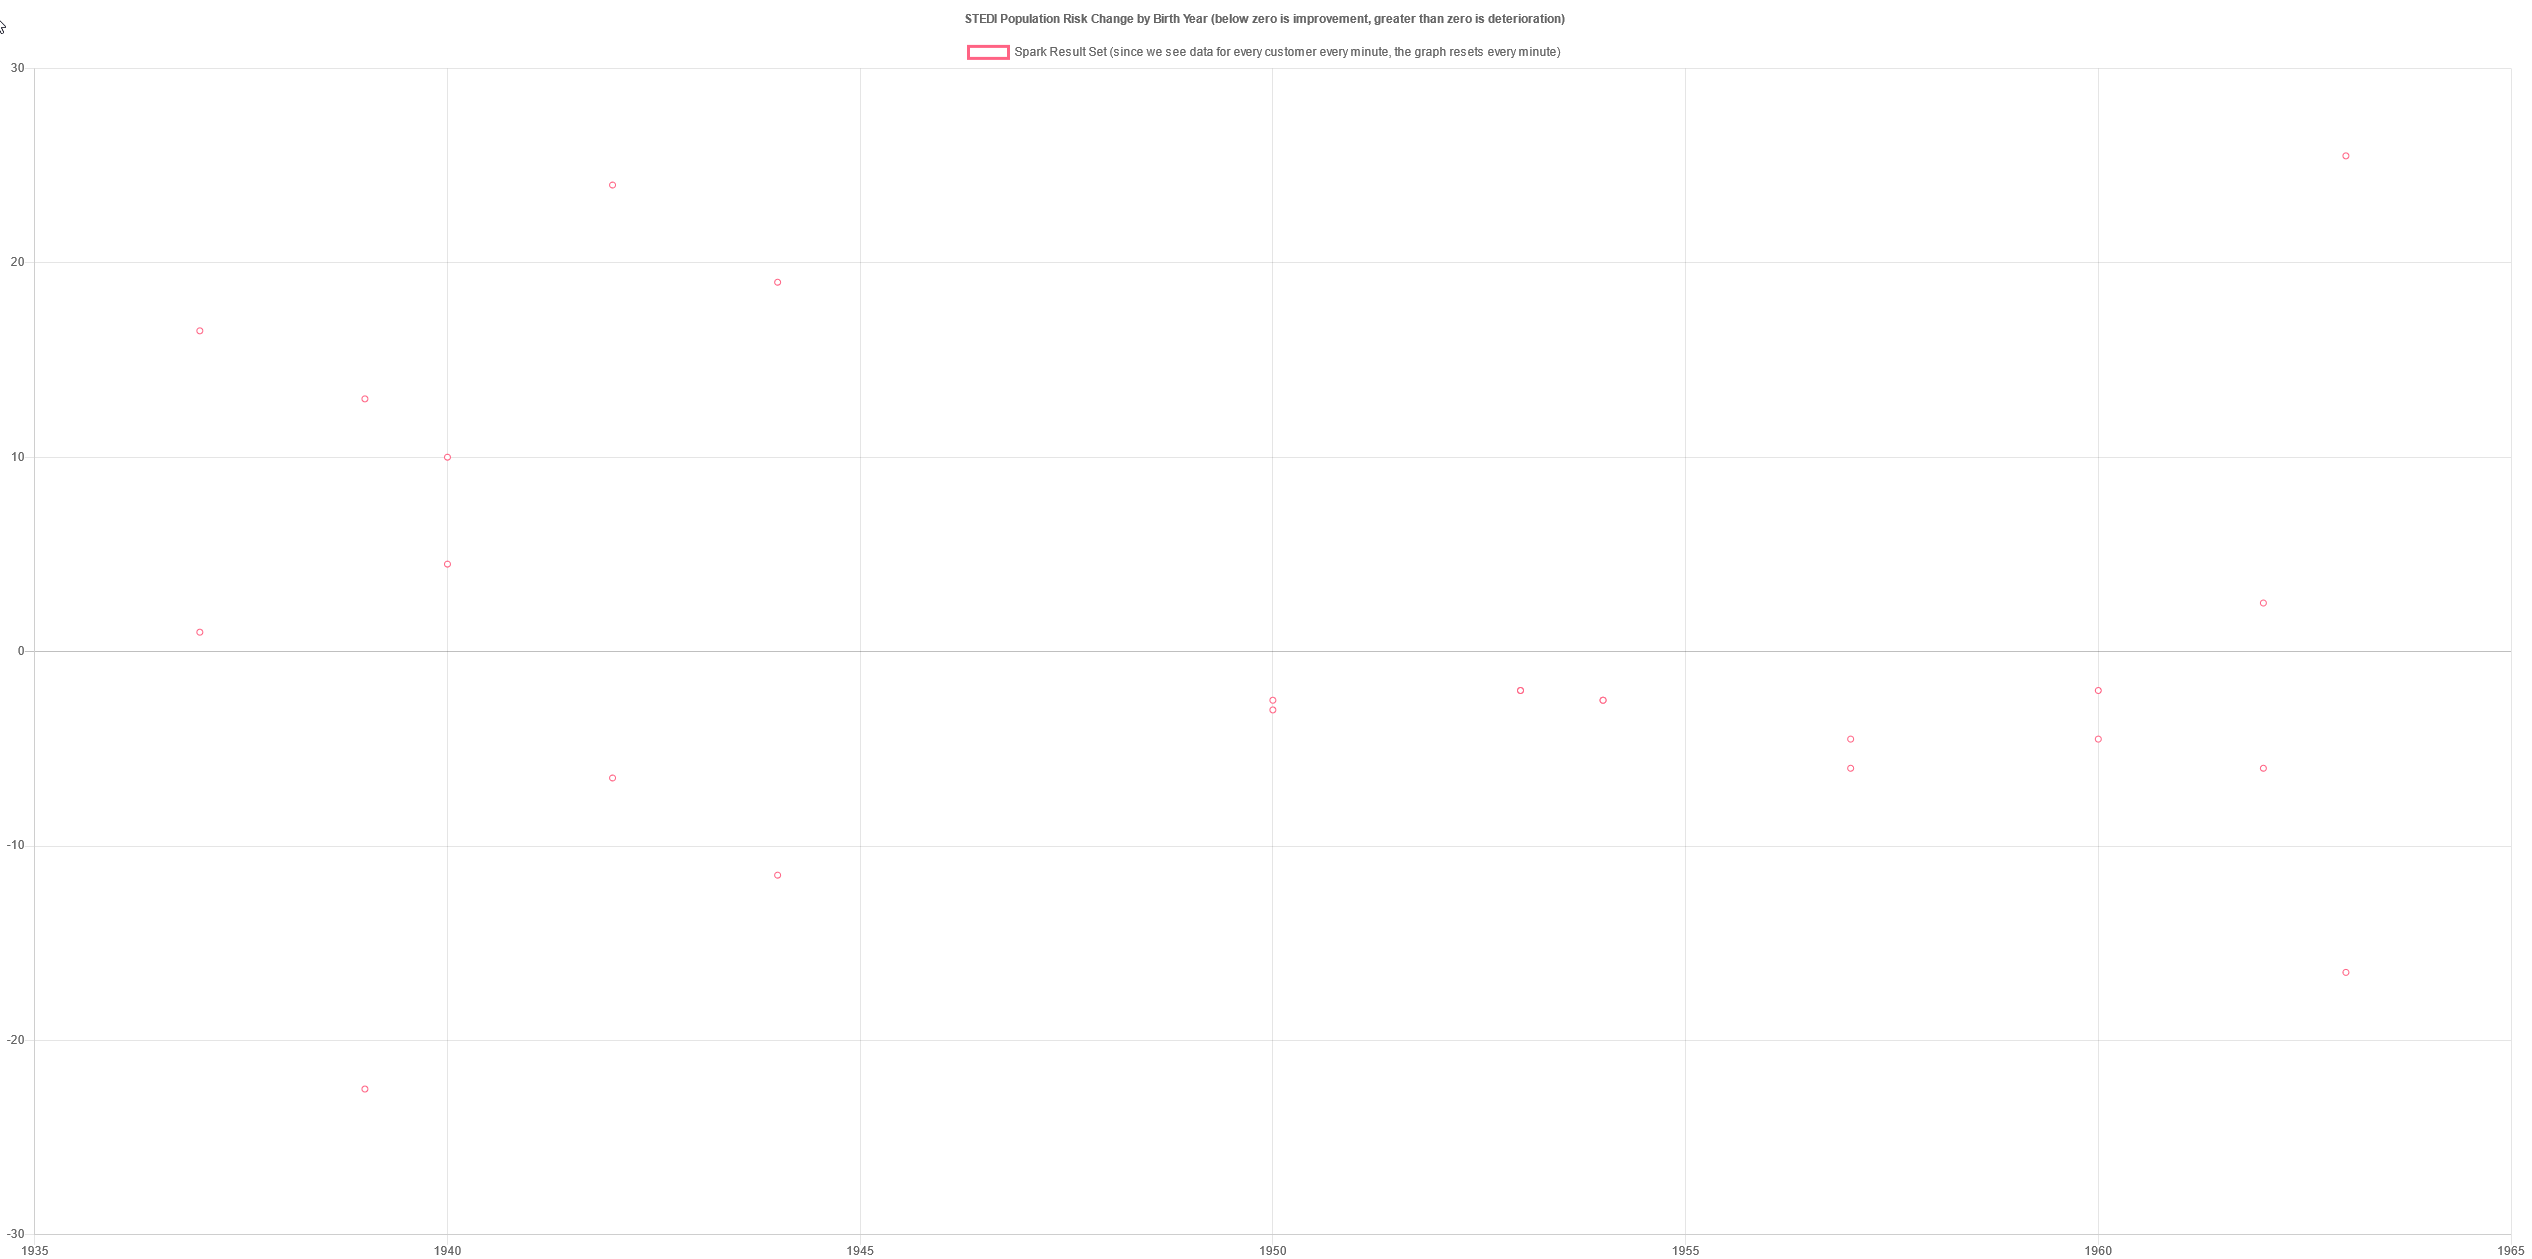 STEDI Population Risk Change by Birth Year (below zero is improvement, greater than zero is deterioration)
Spark Result Set (since we see data for every customer every minute, the graph resets every minute)
30
20
10
0
-10
-20
-30
1935 1940 1945 1950 1955 1960 1965